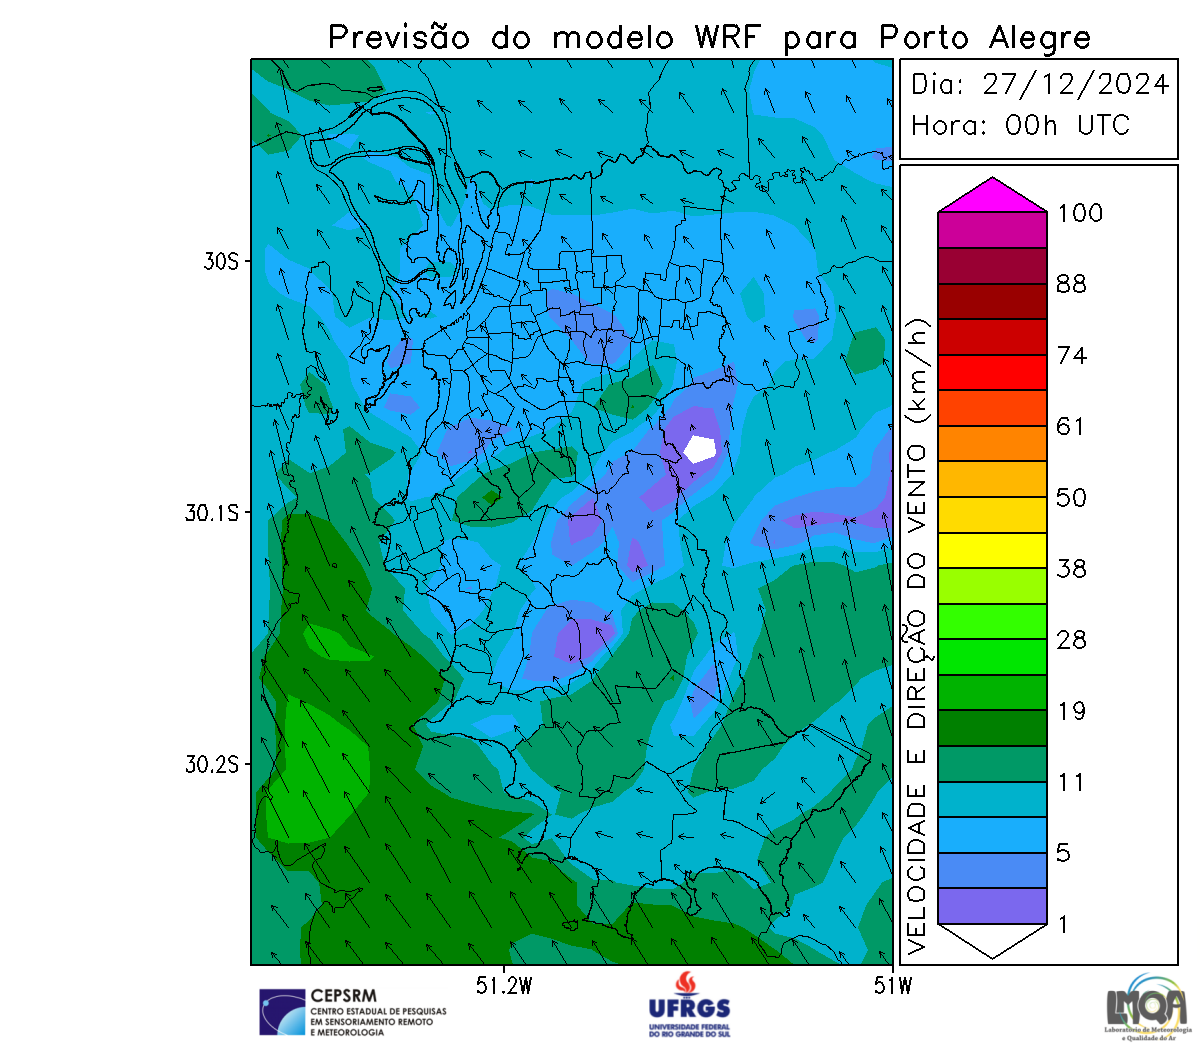 Previsão do modelo WRF para Porto Alegre
Dia: 27/12/2024
Hora: 00h UTC
30S
30.1S
30.2S
51.2W
51W
VELOCIDADE E DIREÇÃO DO VENTO (km/h)
100
88
74
61
50
38
28
19
11
5
1
CEPSRM
CENTRO ESTADUAL DE PESQUISAS
EM SENSORIAMENTO REMOTO
E METEOROLOGIA
UFRGS
UNIVERSIDADE FEDERAL
DO RIO GRANDE DO SUL
LMQA
Laboratório de Meteorologia
e Qualidade do Ar